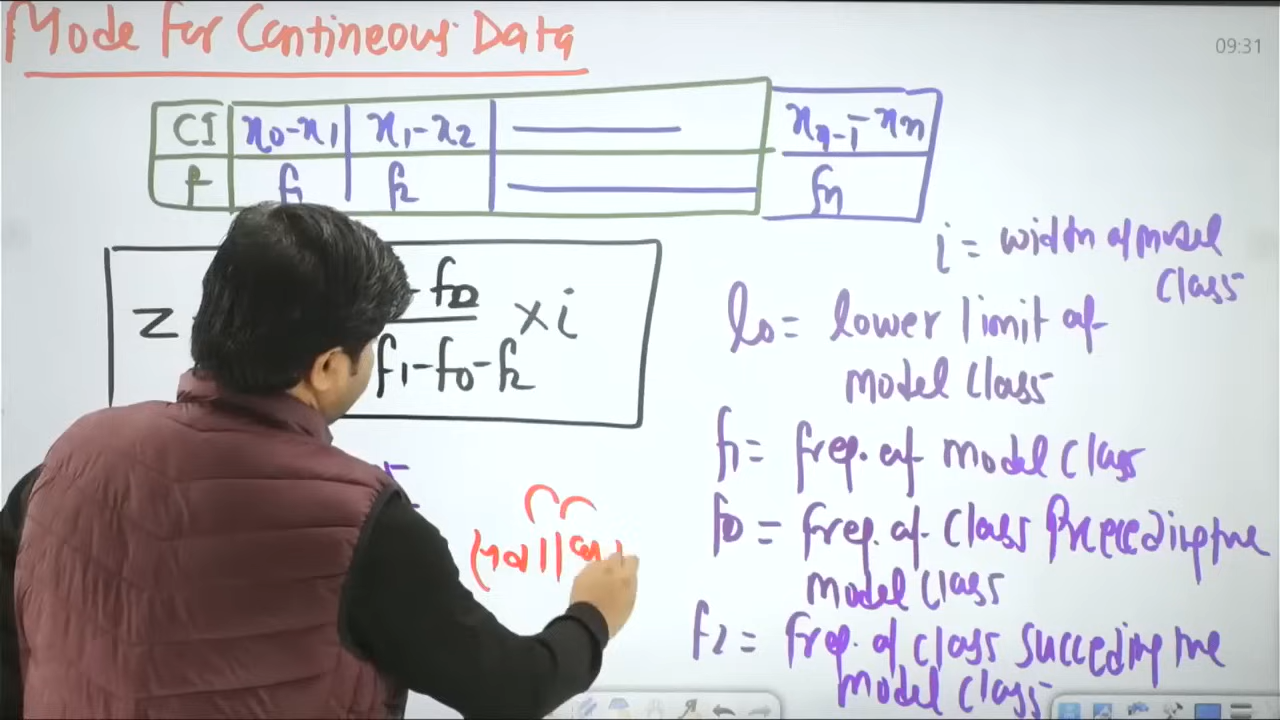 Mode for Contineous Data
09:31
CI x0-x1 x1-x2 xn-1-xn
f f1 f2 fn
i = width of model
class
Z - f0 × i
f1-f0-f2
l0 = lower limit of
model class
f1 = freq. of model class
f0 = freq. of class Preceeding the
model class
f2 = freq. of class succeding the
model class